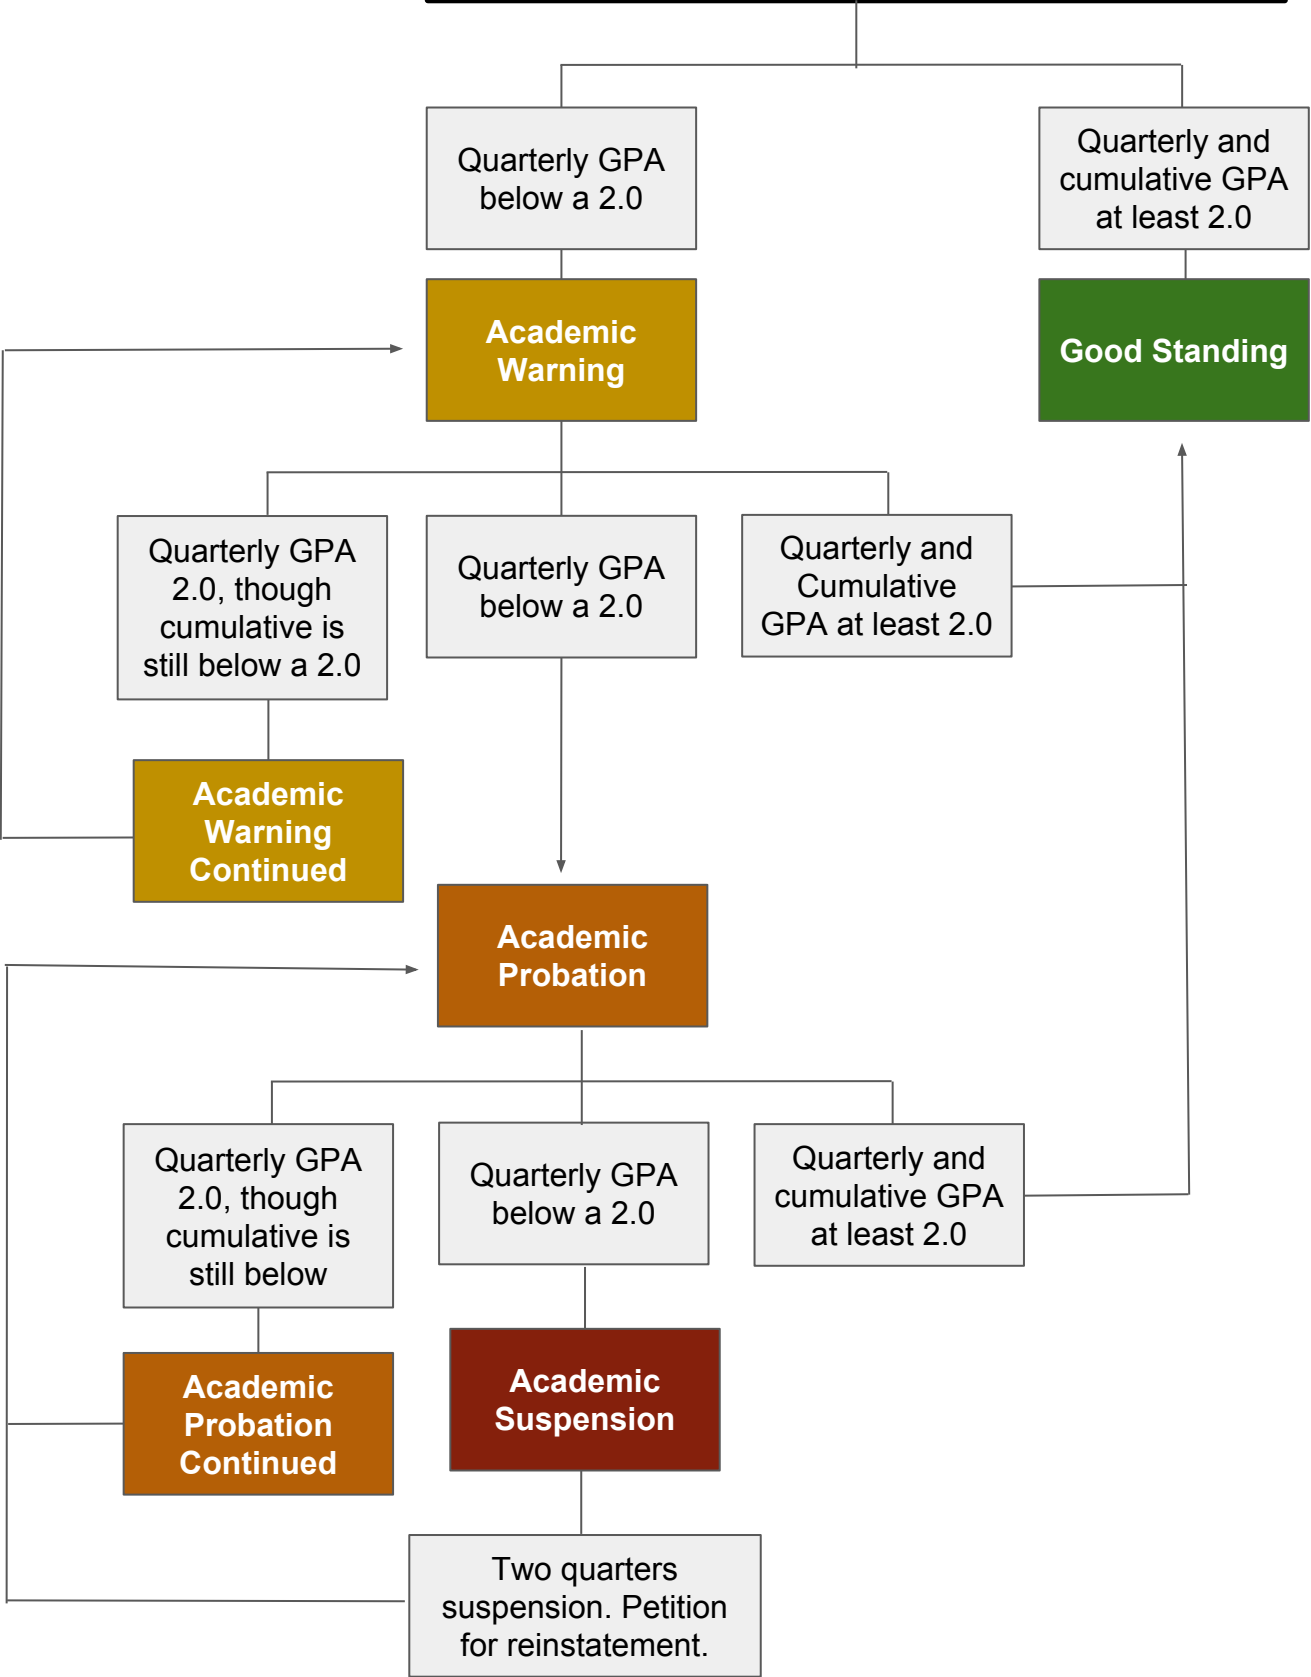 Quarterly GPA
below a 2.0
Quarterly and
cumulative GPA
at least 2.0
Academic
Warning
Good Standing
Quarterly GPA
2.0, though
cumulative is
still below a 2.0
Quarterly GPA
below a 2.0
Quarterly and
Cumulative
GPA at least 2.0
Academic
Warning
Continued
Academic
Probation
Quarterly GPA
2.0, though
cumulative is
still below
Quarterly GPA
below a 2.0
Quarterly and
cumulative GPA
at least 2.0
Academic
Probation
Continued
Academic
Suspension
Two quarters
suspension. Petition
for reinstatement.